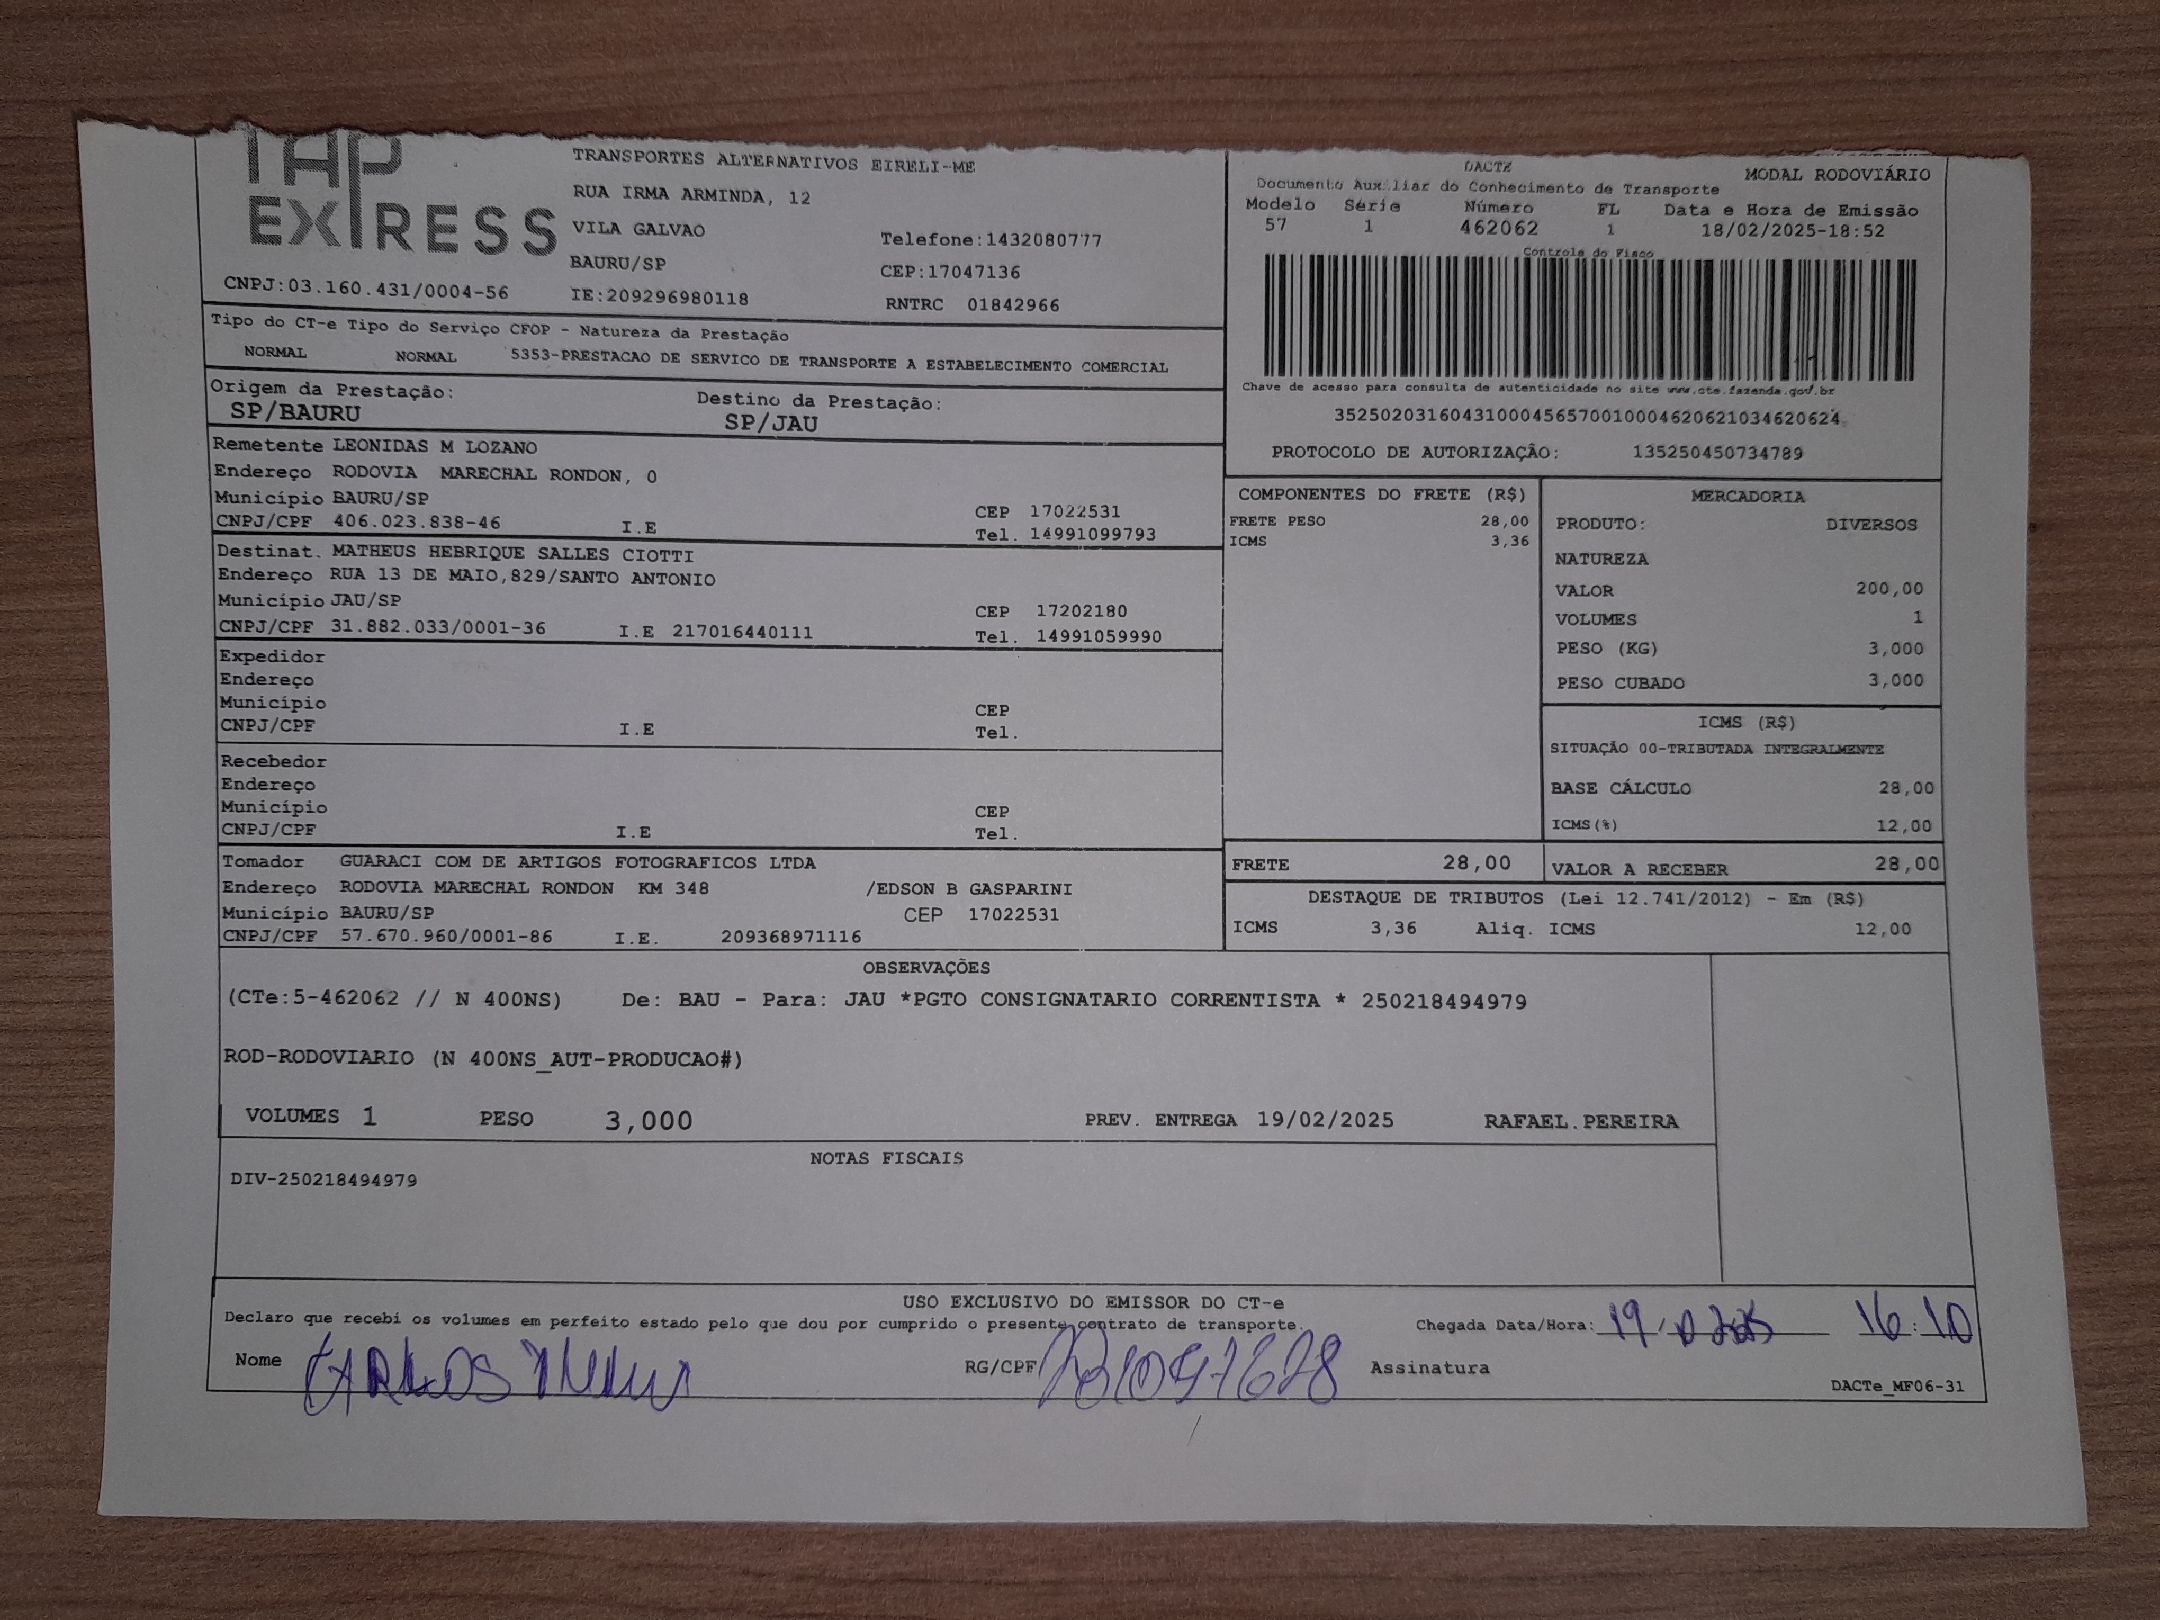 TAP
EXPRESS
CNPJ:03.160.431/0004-56
TRANSPORTES ALTERNATIVOS EIRELI-ME
RUA IRMA ARMINDA, 12
VILA GALVAO
BAURU/SP
IE:209296980118
Telefone:1432080777
CEP:17047136
RNTRC 01842966
DACTE
MODAL RODOVIÁRIO
Documento Auxiliar do Conhecimento de Transporte
Modelo Série Número FL Data e Hora de Emissão
57 1 462062 1 18/02/2025-18:52
Controle do Fisco
Chave de acesso para consulta de autenticidade no site www.cte.fazenda.gov.br
35250203160431000456570010004620621034620624
PROTOCOLO DE AUTORIZAÇÃO: 135250450734789
Tipo do CT-e Tipo do Serviço CFOP - Natureza da Prestação
NORMAL NORMAL 5353-PRESTACAO DE SERVICO DE TRANSPORTE A ESTABELECIMENTO COMERCIAL
Origem da Prestação: Destino da Prestação:
SP/BAURU SP/JAU
Remetente LEONIDAS M LOZANO
Endereço RODOVIA MARECHAL RONDON, 0
Município BAURU/SP CEP 17022531
CNPJ/CPF 406.023.838-46 I.E Tel. 14991099793
Destinat. MATHEUS HEBRIQUE SALLES CIOTTI
Endereço RUA 13 DE MAIO,829/SANTO ANTONIO
Município JAU/SP CEP 17202180
CNPJ/CPF 31.882.033/0001-36 I.E 217016440111 Tel. 14991059990
Expedidor
Endereço
Município CEP
CNPJ/CPF I.E Tel.
Recebedor
Endereço
Município CEP
CNPJ/CPF I.E Tel.
Tomador GUARACI COM DE ARTIGOS FOTOGRAFICOS LTDA
Endereço RODOVIA MARECHAL RONDON KM 348 /EDSON B GASPARINI
Município BAURU/SP CEP 17022531
CNPJ/CPF 57.670.960/0001-86 I.E. 209368971116
COMPONENTES DO FRETE (R$)
FRETE PESO 28,00
ICMS 3,36
MERCADORIA
PRODUTO: DIVERSOS
NATUREZA
VALOR 200,00
VOLUMES 1
PESO (KG) 3,000
PESO CUBADO 3,000
ICMS (R$)
SITUAÇÃO 00-TRIBUTADA INTEGRALMENTE
BASE CÁLCULO 28,00
ICMS(%) 12,00
FRETE 28,00 VALOR A RECEBER 28,00
DESTAQUE DE TRIBUTOS (Lei 12.741/2012) - Em (R$)
ICMS 3,36 Aliq. ICMS 12,00
OBSERVAÇÕES
(CTe:5-462062 // N 400NS) De: BAU - Para: JAU *PGTO CONSIGNATARIO CORRENTISTA * 250218494979
ROD-RODOVIARIO (N 400NS_AUT-PRODUCAO#)
VOLUMES 1 PESO 3,000 PREV. ENTREGA 19/02/2025 RAFAEL.PEREIRA
NOTAS FISCAIS
DIV-250218494979
USO EXCLUSIVO DO EMISSOR DO CT-e
Declaro que recebi os volumes em perfeito estado pelo que dou por cumprido o presente contrato de transporte.
Chegada Data/Hora: 19/ 16:10
Nome CARLOS
RG/CPF
Assinatura
DACTe_MF06-31